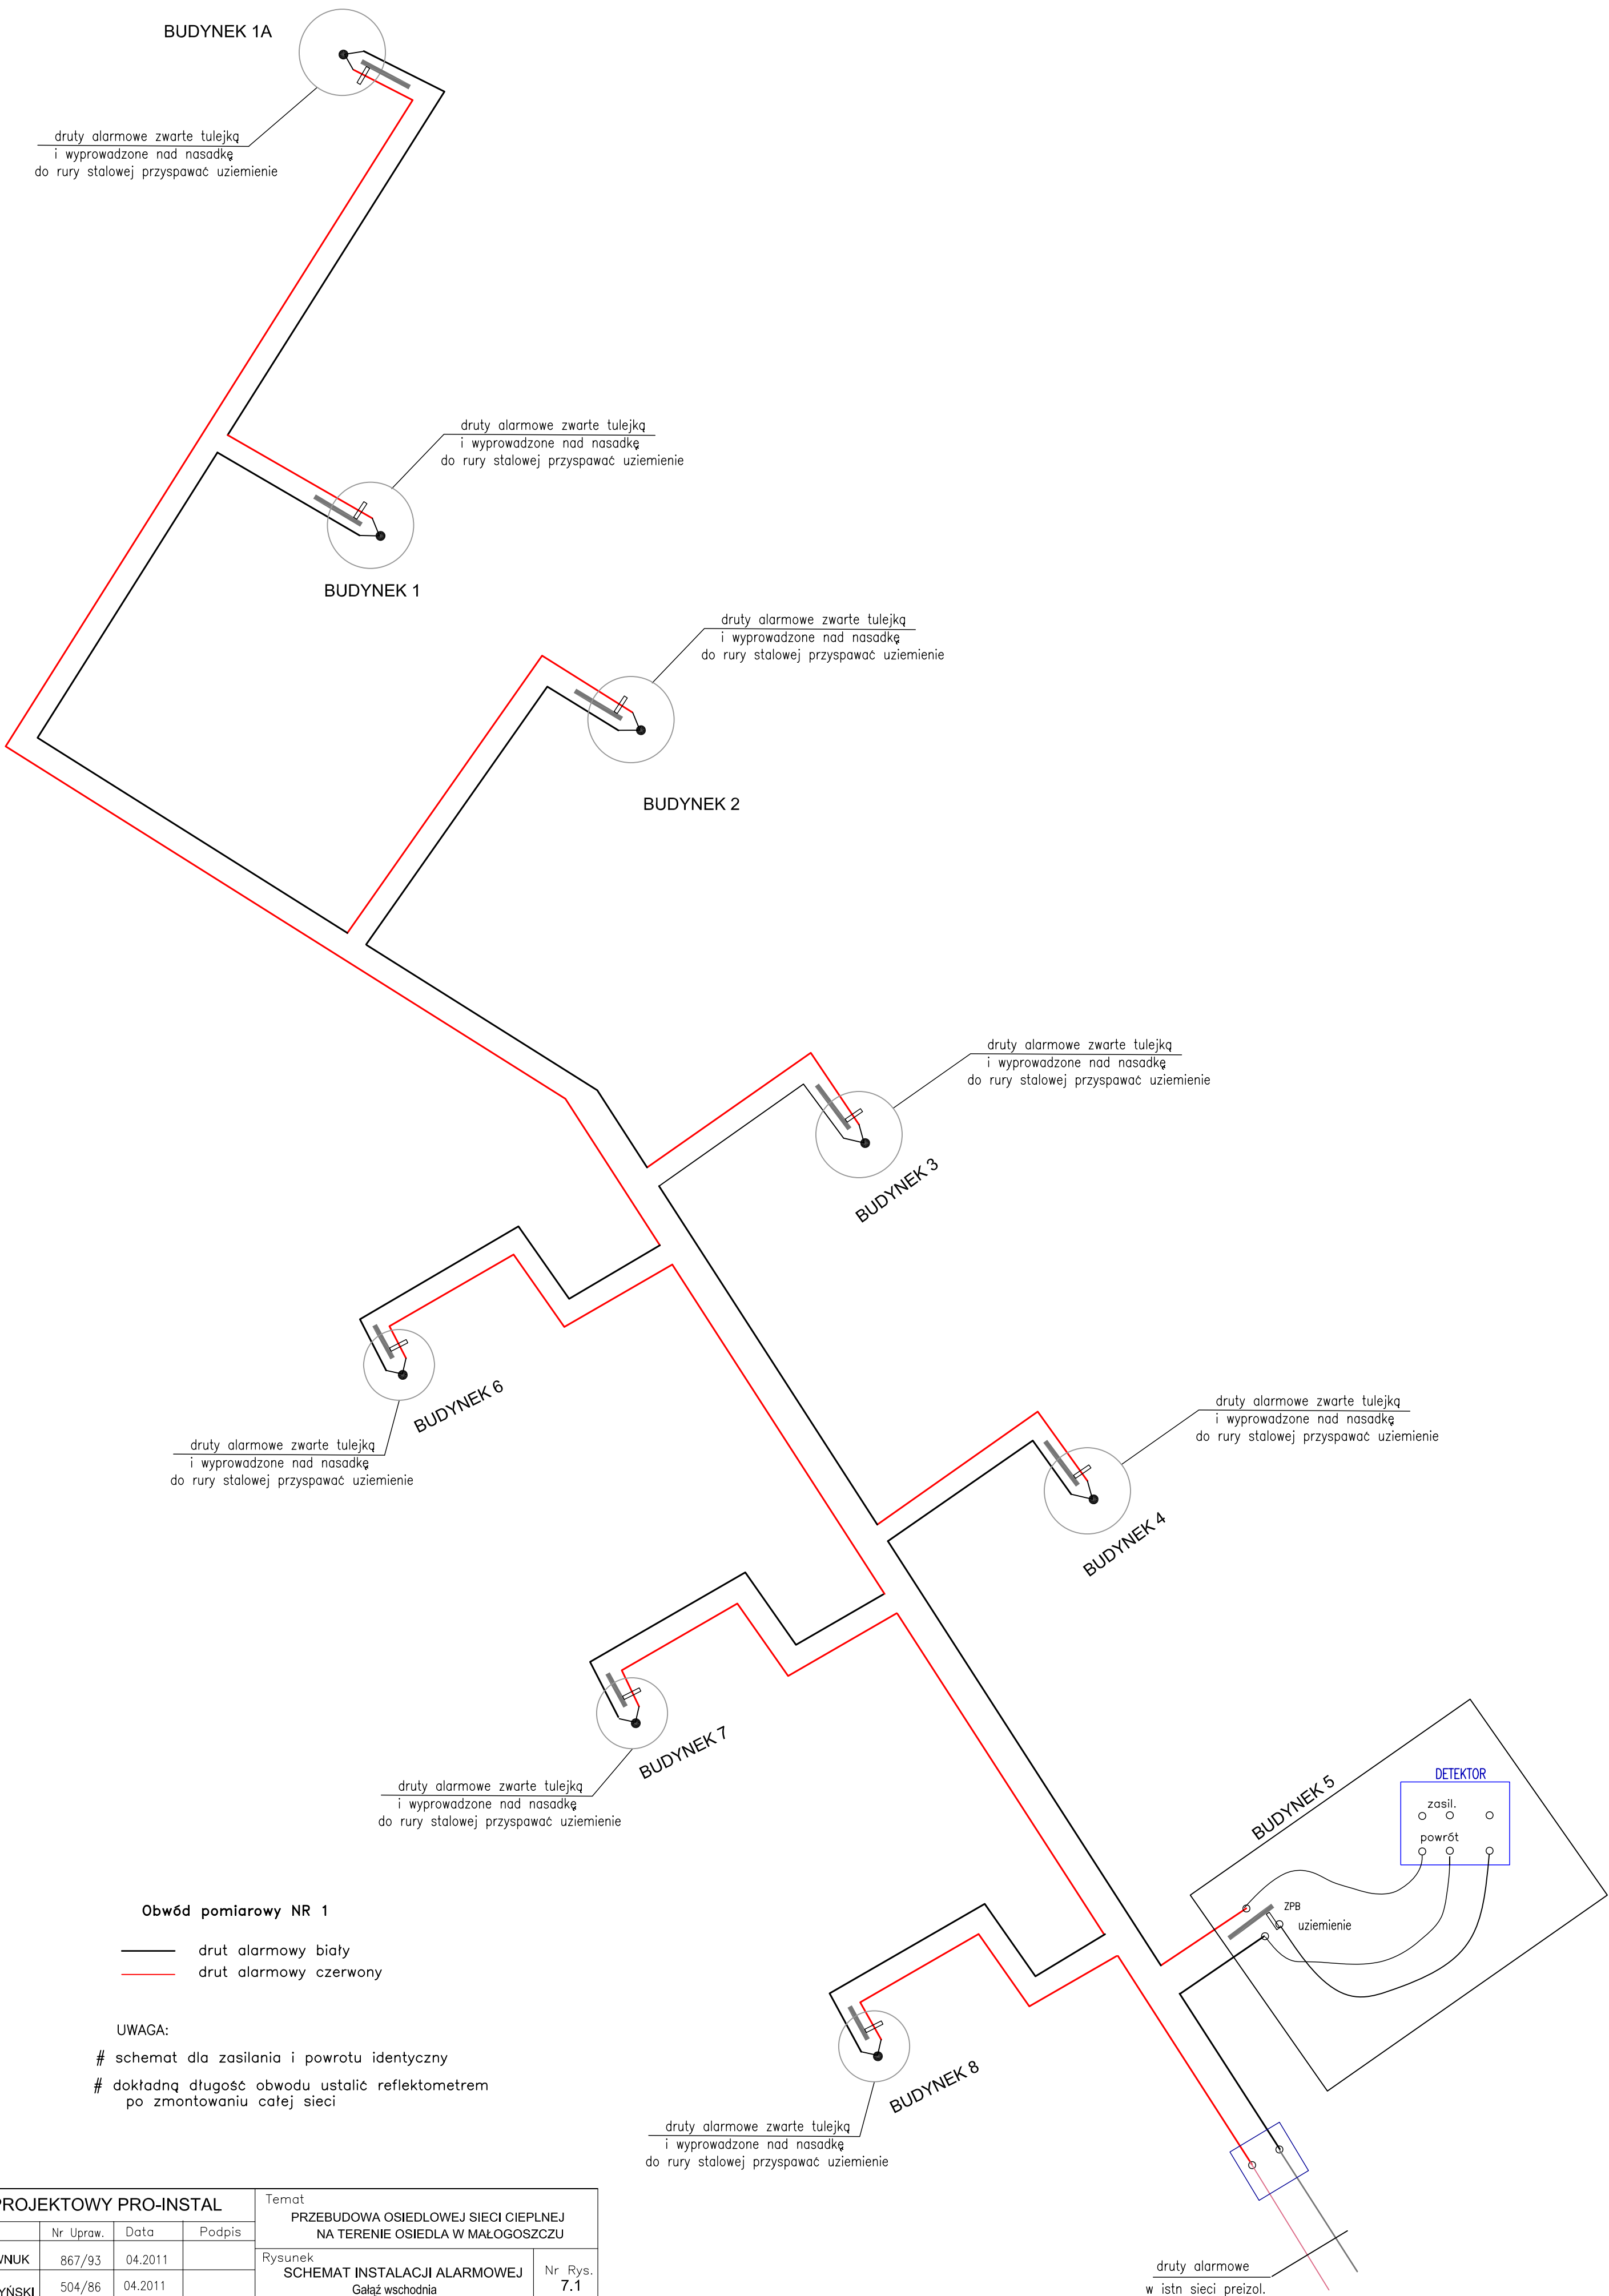 BUDYNEK 1A
druty alarmowe zwarte tulejką
i wyprowadzone nad nasadkę
do rury stalowej przyspawać uziemienie
druty alarmowe zwarte tulejką
i wyprowadzone nad nasadkę
do rury stalowej przyspawać uziemienie
BUDYNEK 1
druty alarmowe zwarte tulejką
i wyprowadzone nad nasadkę
do rury stalowej przyspawać uziemienie
BUDYNEK 2
druty alarmowe zwarte tulejką
i wyprowadzone nad nasadkę
do rury stalowej przyspawać uziemienie
BUDYNEK 3
BUDYNEK 6
druty alarmowe zwarte tulejką
i wyprowadzone nad nasadkę
do rury stalowej przyspawać uziemienie
druty alarmowe zwarte tulejką
i wyprowadzone nad nasadkę
do rury stalowej przyspawać uziemienie
BUDYNEK 4
BUDYNEK 7
druty alarmowe zwarte tulejką
i wyprowadzone nad nasadkę
do rury stalowej przyspawać uziemienie
BUDYNEK 5
DETEKTOR
zasil.
powrót
ZPB
uziemienie
Obwód pomiarowy NR 1
drut alarmowy biały
drut alarmowy czerwony
UWAGA:
# schemat dla zasilania i powrotu identyczny
# dokładną długość obwodu ustalić reflektometrem
po zmontowaniu całej sieci
BUDYNEK 8
druty alarmowe zwarte tulejką
i wyprowadzone nad nasadkę
do rury stalowej przyspawać uziemienie
druty alarmowe
w istn sieci preizol.
PROJEKTOWY PRO-INSTAL
Nr Upraw. Data Podpis
WNUK 867/93 04.2011
YŃSKI 504/86 04.2011
Temat
PRZEBUDOWA OSIEDLOWEJ SIECI CIEPLNEJ
NA TERENIE OSIEDLA W MAŁOGOSZCZU
Rysunek
SCHEMAT INSTALACJI ALARMOWEJ
Gałąź wschodnia
Nr Rys.
7.1